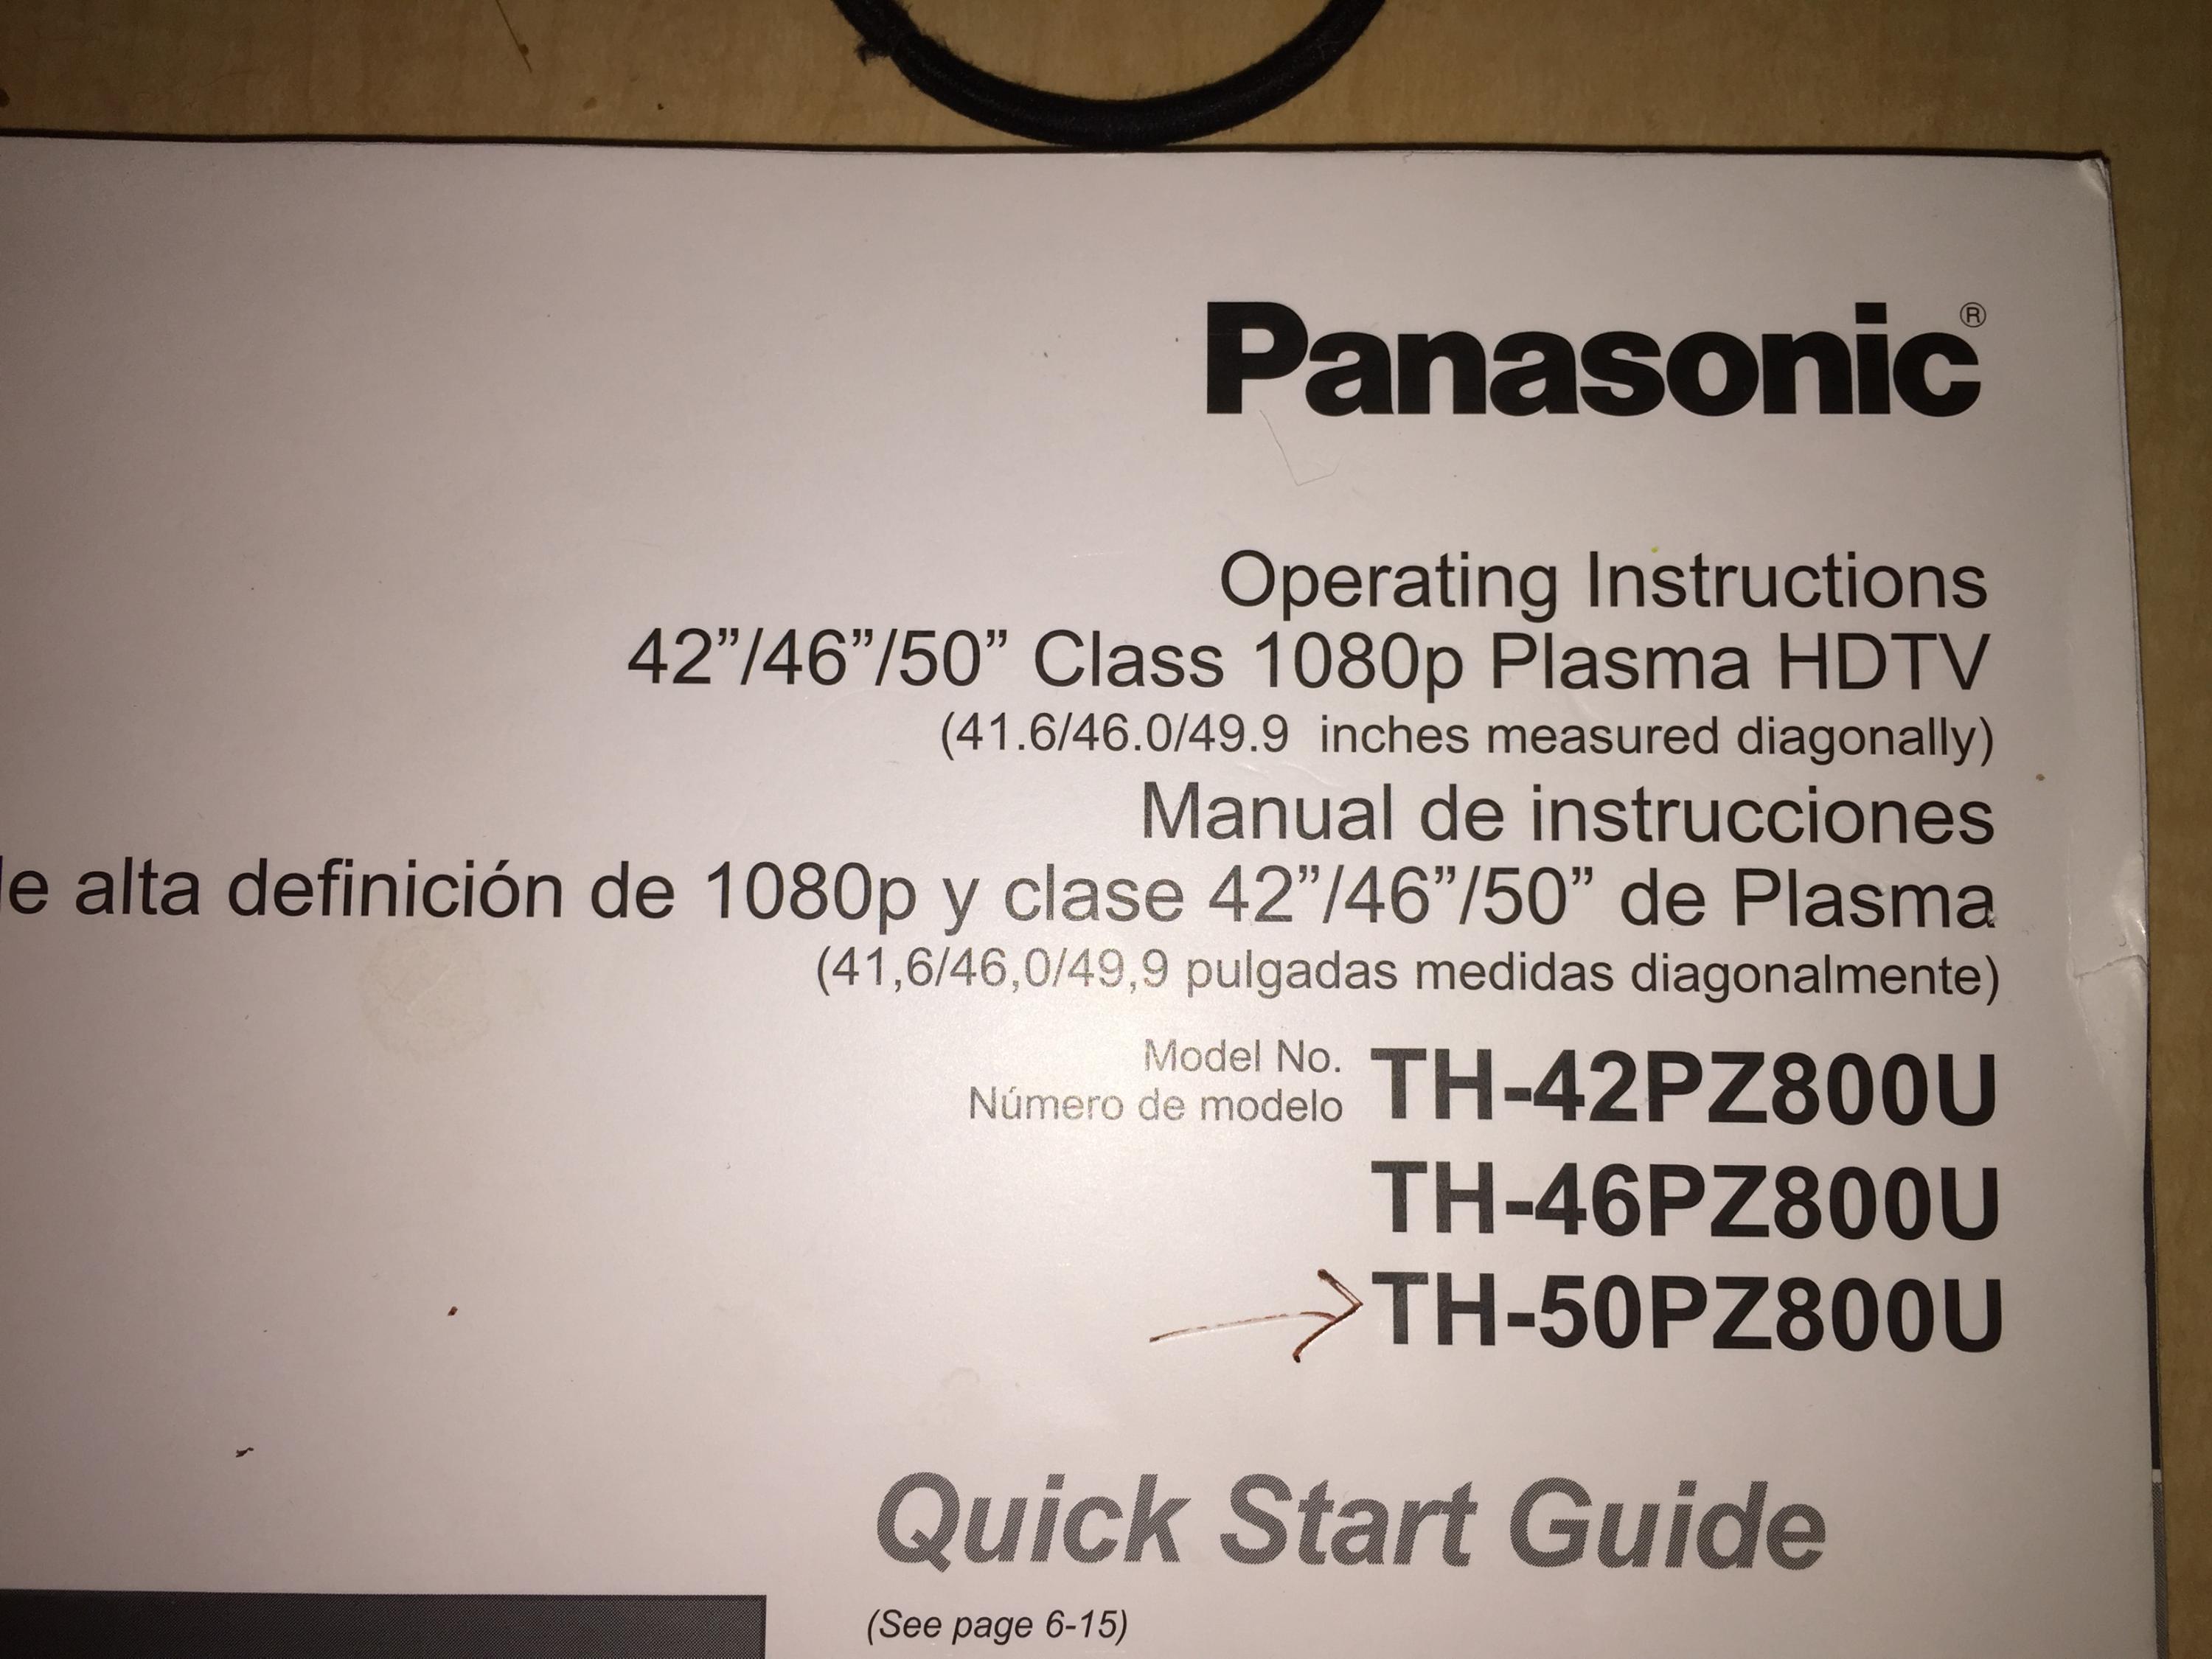 Panasonic®
Operating Instructions
42”/46”/50” Class 1080p Plasma HDTV
(41.6/46.0/49.9 inches measured diagonally)
Manual de instrucciones
alta definición de 1080p y clase 42”/46”/50” de Plasma
(41,6/46,0/49,9 pulgadas medidas diagonalmente)
Model No. TH-42PZ800U
Número de modelo
TH-46PZ800U
TH-50PZ800U
Quick Start Guide
(See page 6-15)